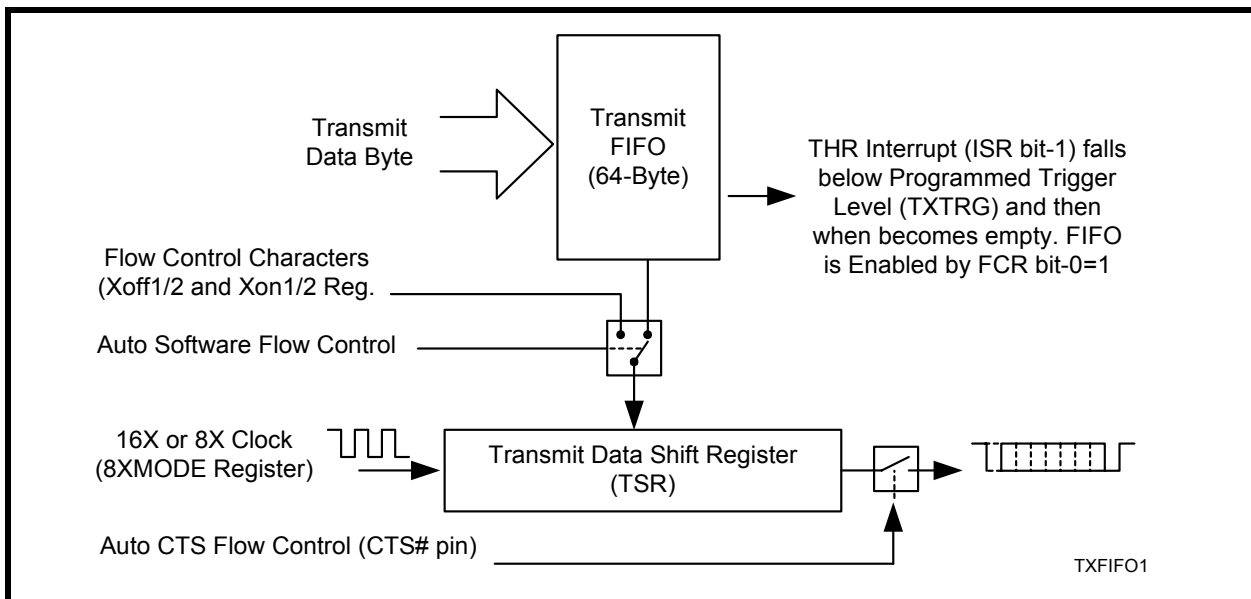 Transmit
Data Byte
Transmit
FIFO
(64-Byte)
THR Interrupt (ISR bit-1) falls
below Programmed Trigger
Level (TXTRG) and then
when becomes empty. FIFO
is Enabled by FCR bit-0=1
Flow Control Characters
(Xoff1/2 and Xon1/2 Reg.
Auto Software Flow Control
16X or 8X Clock
(8XMODE Register)
Transmit Data Shift Register
(TSR)
Auto CTS Flow Control (CTS# pin)
TXFIFO1